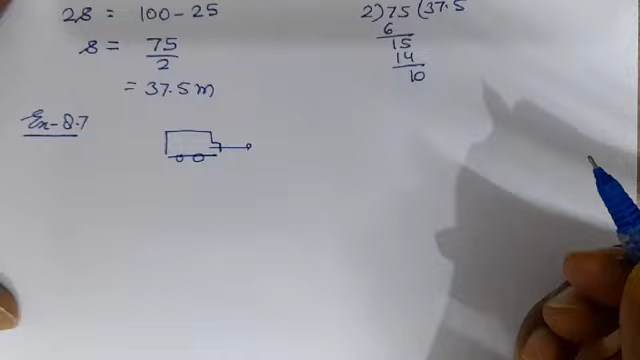 2s = 100 - 25
s = 75/2
= 37.5 m
2) 75 (37.5
6
15
14
10
Ex-8.7